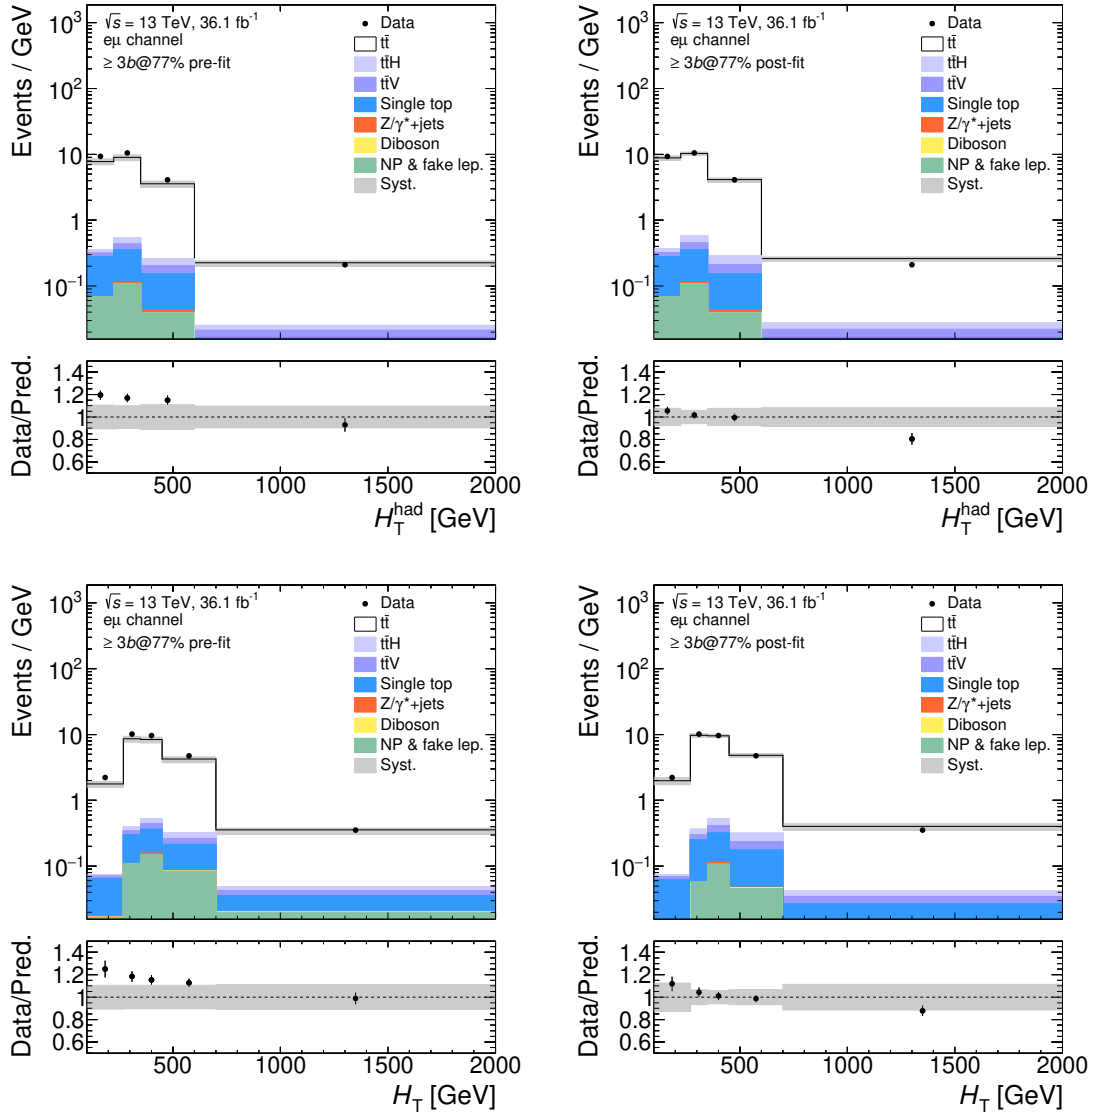 √s = 13 TeV, 36.1 fb⁻¹
eμ channel
≥ 3b@77% pre-fit
Data
tt̄
tt̄H
tt̄V
Single top
Z/γ*+jets
Diboson
NP & fake lep.
Syst.
Events / GeV
10³
10²
10
1
10⁻¹
Data/Pred.
1.4
1.2
1
0.8
0.6
500 1000 1500 2000
H_T^had [GeV]
√s = 13 TeV, 36.1 fb⁻¹
eμ channel
≥ 3b@77% post-fit
Data
tt̄
tt̄H
tt̄V
Single top
Z/γ*+jets
Diboson
NP & fake lep.
Syst.
Events / GeV
10³
10²
10
1
10⁻¹
Data/Pred.
1.4
1.2
1
0.8
0.6
500 1000 1500 2000
H_T^had [GeV]
√s = 13 TeV, 36.1 fb⁻¹
eμ channel
≥ 3b@77% pre-fit
Data
tt̄
tt̄H
tt̄V
Single top
Z/γ*+jets
Diboson
NP & fake lep.
Syst.
Events / GeV
10³
10²
10
1
10⁻¹
Data/Pred.
1.4
1.2
1
0.8
0.6
500 1000 1500 2000
H_T [GeV]
√s = 13 TeV, 36.1 fb⁻¹
eμ channel
≥ 3b@77% post-fit
Data
tt̄
tt̄H
tt̄V
Single top
Z/γ*+jets
Diboson
NP & fake lep.
Syst.
Events / GeV
10³
10²
10
1
10⁻¹
Data/Pred.
1.4
1.2
1
0.8
0.6
500 1000 1500 2000
H_T [GeV]